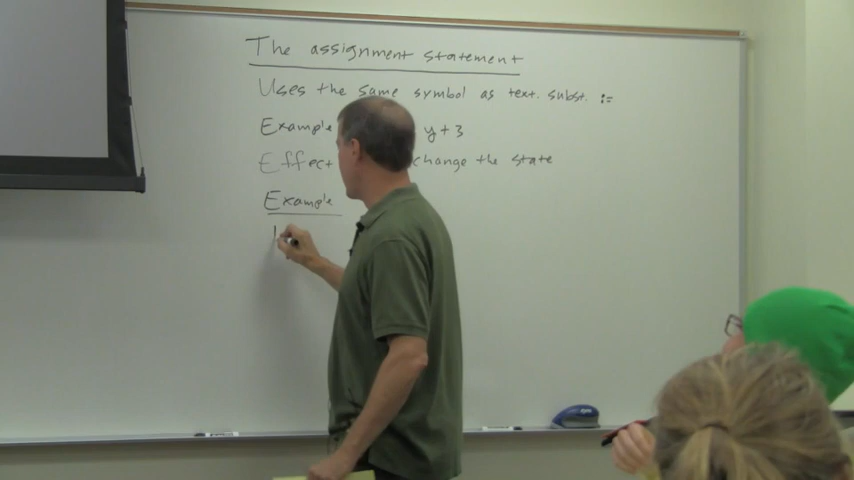 The assignment statement
Uses the same symbol as text. subst. :=
Example y + 3
Effect change the state
Example